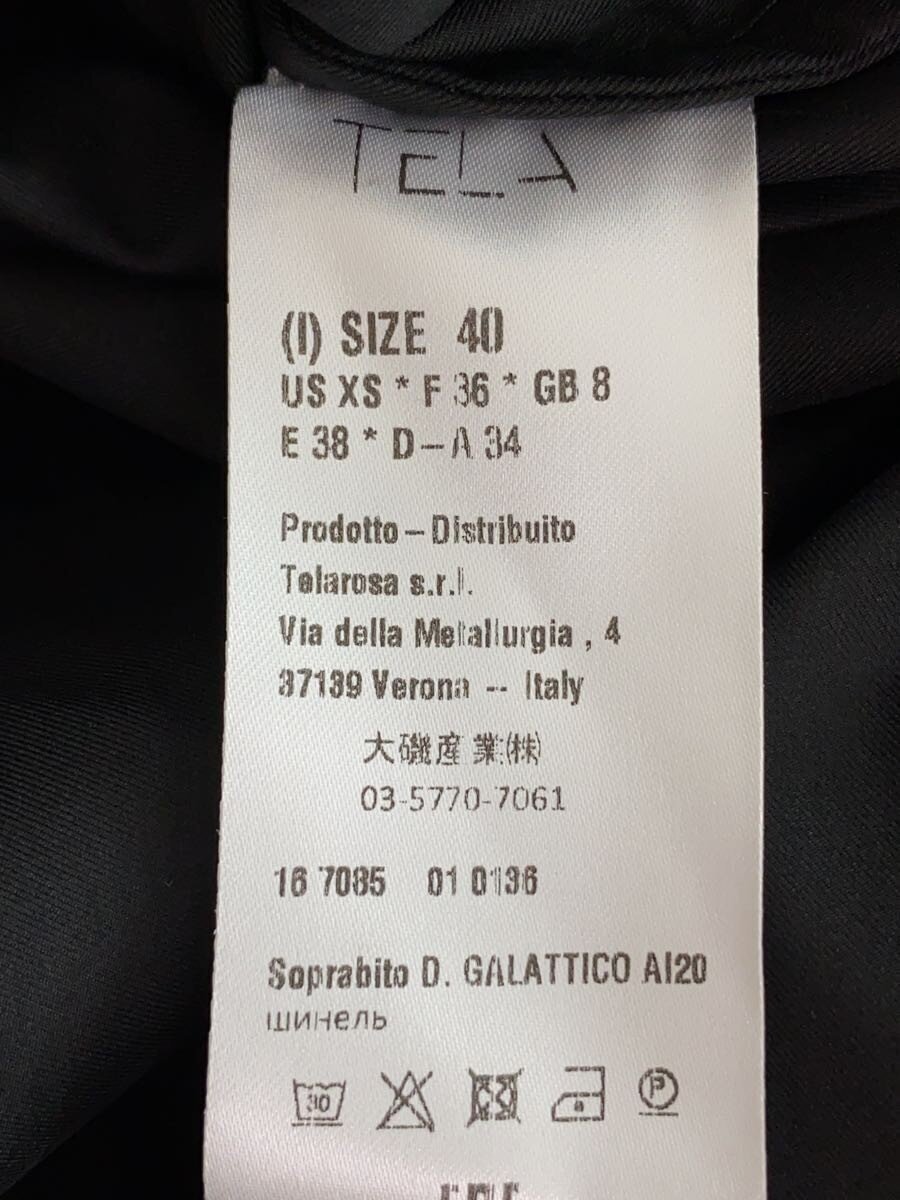 TELA
(I) SIZE 40
US XS * F 36 * GB 8
E 38 * D-A 34
Prodotto - Distribuito
Telarosa s.r.l.
Via della Metallurgia , 4
37139 Verona -- Italy
大磯産業(株)
03-5770-7061
16 7085 01 0136
Soprabito D. GALATTICO AI20
шинель
30 P